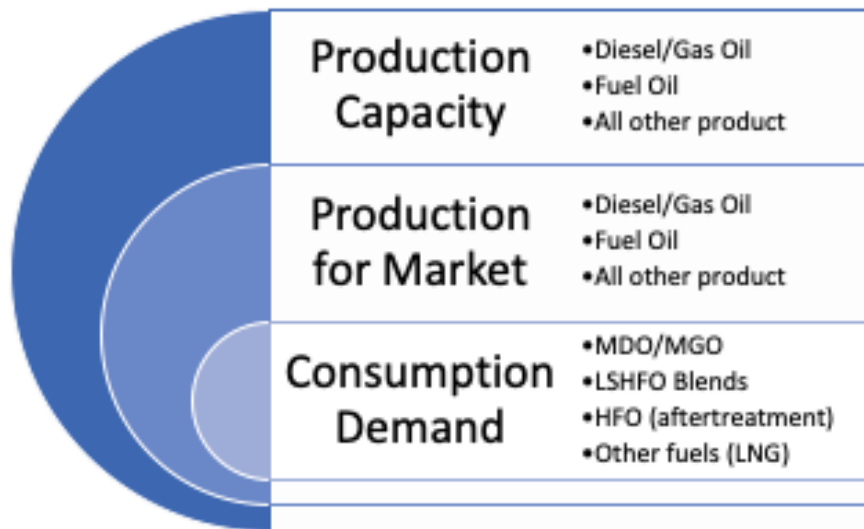 Production
Capacity
•Diesel/Gas Oil
•Fuel Oil
•All other product
Production
for Market
•Diesel/Gas Oil
•Fuel Oil
•All other product
Consumption
Demand
•MDO/MGO
•LSHFO Blends
•HFO (aftertreatment)
•Other fuels (LNG)